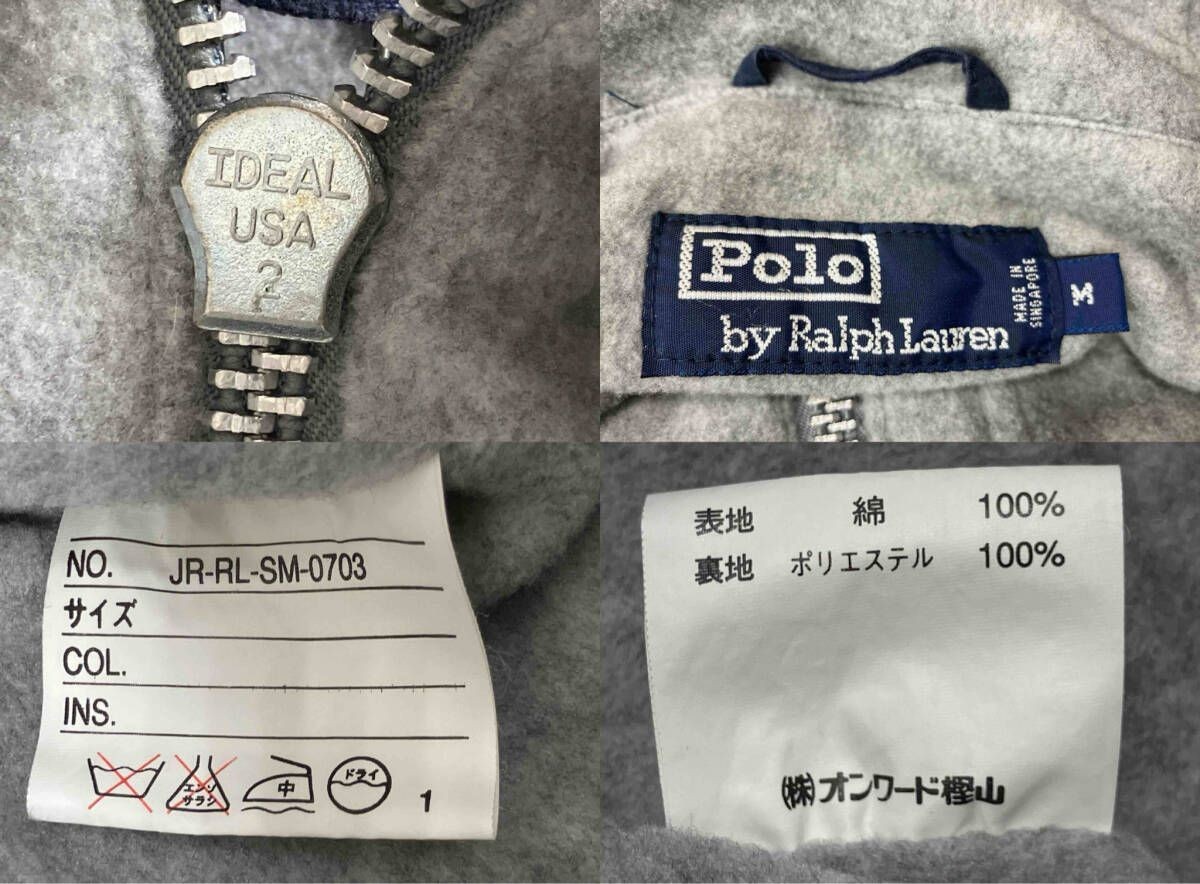 IDEAL
USA
2
Polo
by Ralph Lauren
MADE IN
SINGAPORE
M
NO. JR-RL-SM-0703
サイズ
COL.
INS.
エンソ
サラシ
中
ドライ
1
表地 綿 100%
裏地 ポリエステル 100%
(株)オンワード樫山